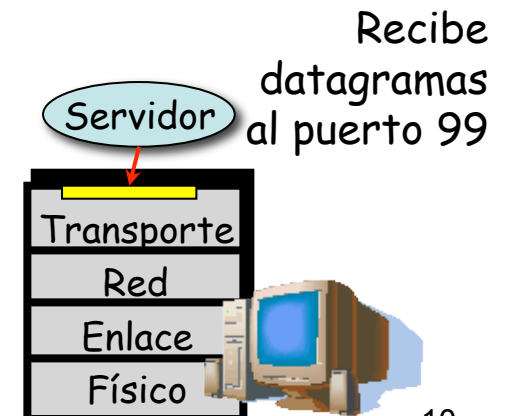 Recibe
datagramas
al puerto 99
Servidor
Transporte
Red
Enlace
Físico